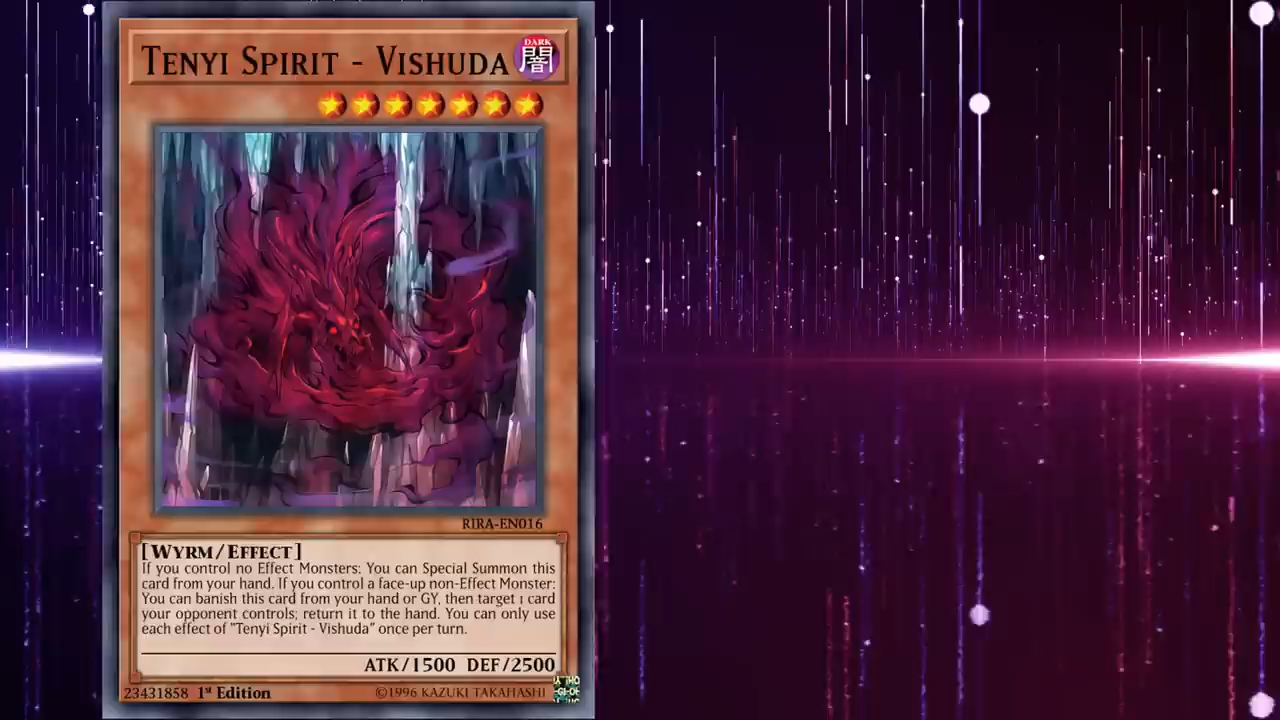 Tenyi Spirit - Vishuda
DARK
闇
RIRA-EN016
[Wyrm/Effect]
If you control no Effect Monsters: You can Special Summon this
card from your hand. If you control a face-up non-Effect Monster:
You can banish this card from your hand or GY, then target 1 card
your opponent controls; return it to the hand. You can only use
each effect of "Tenyi Spirit - Vishuda" once per turn.
ATK/1500 DEF/2500
23431858 1st Edition ©1996 KAZUKI TAKAHASHI